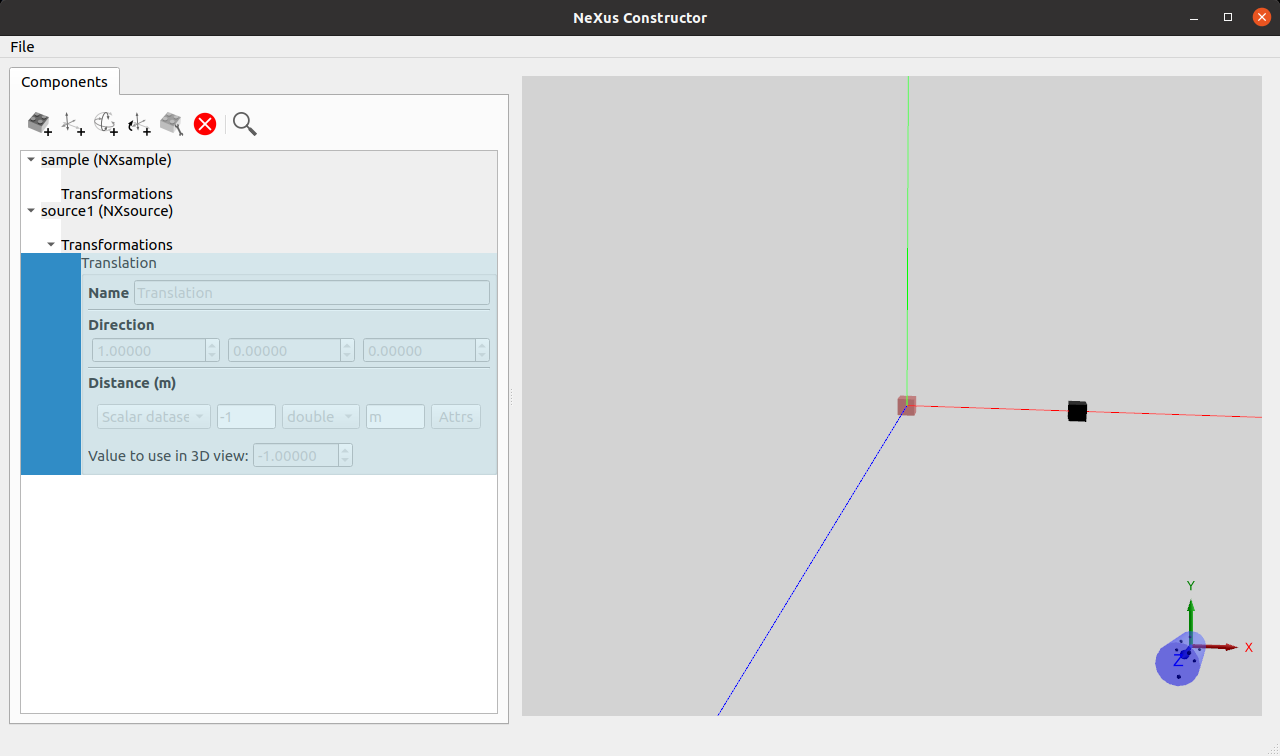 NeXus Constructor
File
Components
sample (NXsample)
Transformations
source1 (NXsource)
Transformations
Translation
Name Translation
Direction
1.00000 0.00000 0.00000
Distance (m)
Scalar datase -1 double m Attrs
Value to use in 3D view: -1.00000
Y
X
Z